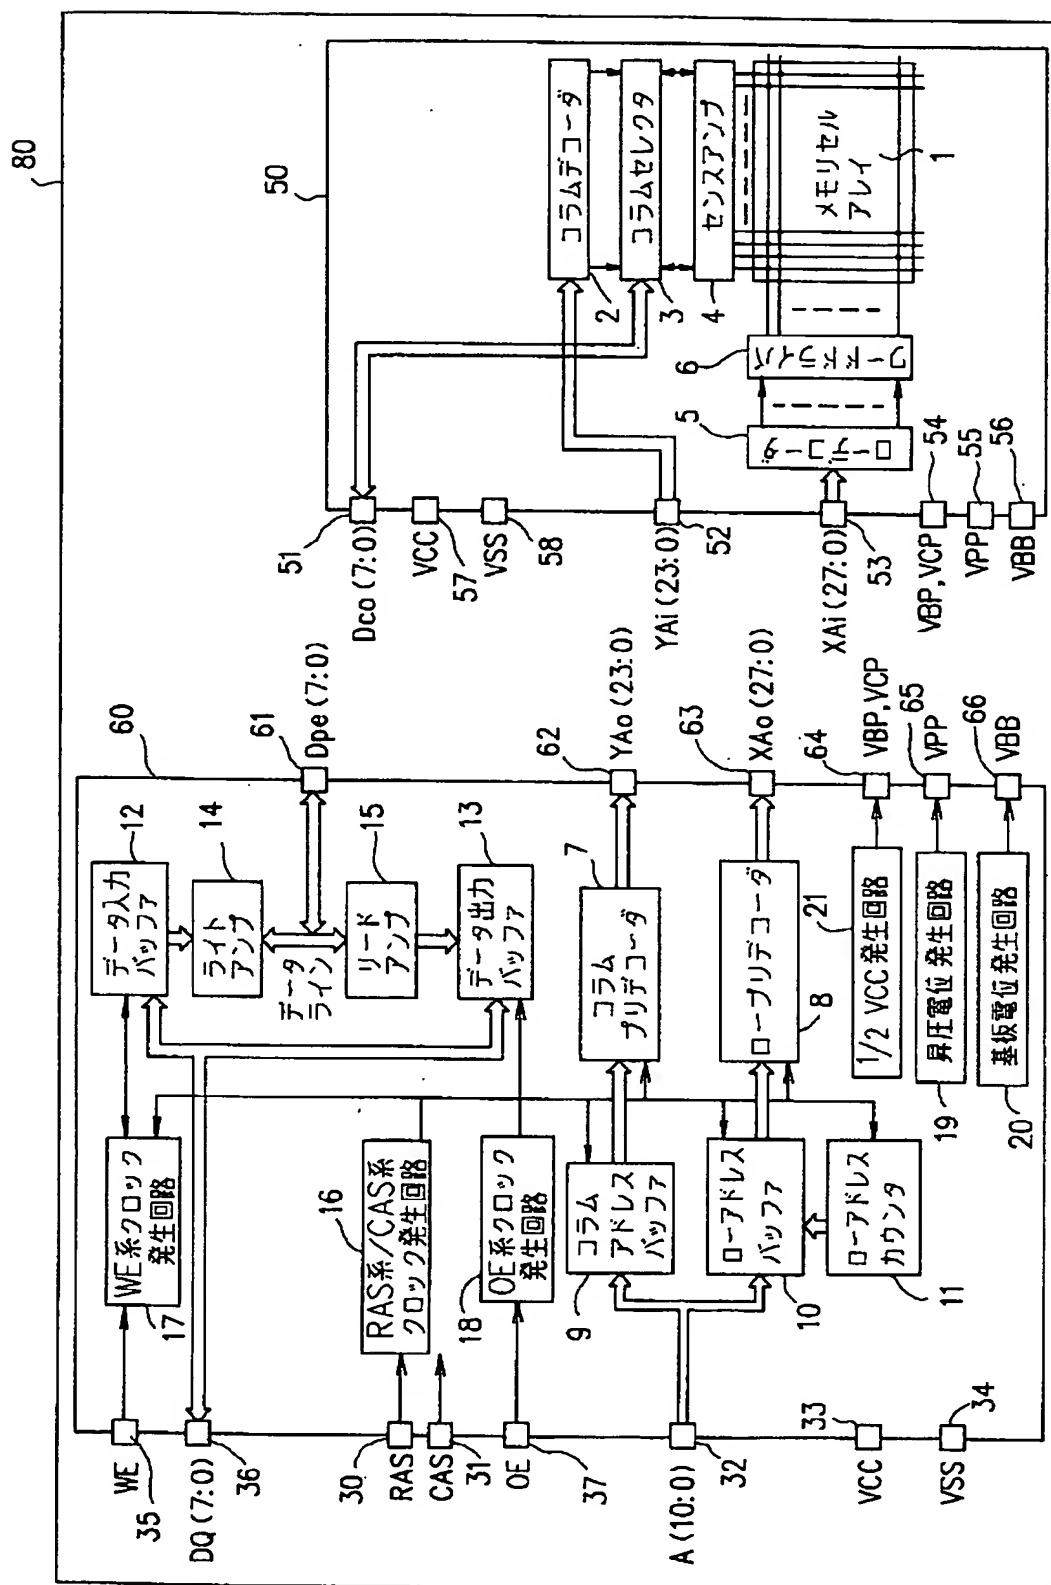 80
60
WE
35
17
WE系クロック
発生回路
12
データ入力
バッファ
14
ライト
アンプ
データ
ライン
15
リード
アンプ
13
データ出力
バッファ
61
Dpe (7:0)
DQ (7:0)
36
16
RAS系/CAS系
クロック発生回路
30
RAS
CAS
31
18
OE系クロック
発生回路
OE
37
9
コラム
アドレス
バッファ
7
コラム
プリデコーダ
62
YAo (23:0)
A (10:0)
32
ローアドレス
バッファ
10
ロープリデコーダ
8
63
XAo (27:0)
ローアドレス
カウンタ
11
21
1/2 VCC 発生回路
64
VBP,VCP
昇圧電位 発生回路
19
65
VPP
基板電位 発生回路
20
66
VBB
33
VCC
34
VSS
50
51
Dco (7:0)
VCC
57
VSS
58
YAi (23:0)
52
XAi (27:0)
53
VBP,VCP
54
VPP
55
VBB
56
コラムデコーダ
2
コラムセレクタ
3
センスアンプ
4
5
ローデコーダ
6
ワードドライバ
メモリセル
アレイ
1